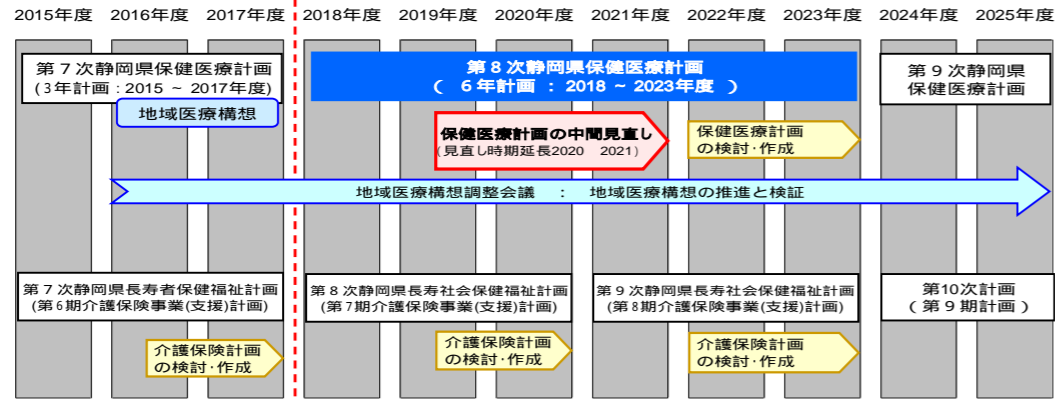 2015年度 2016年度 2017年度 2018年度 2019年度 2020年度 2021年度 2022年度 2023年度 2024年度 2025年度
第７次静岡県保健医療計画
(3年計画：2015 ~ 2017年度)
地域医療構想
第８次静岡県保健医療計画
（ ６年計画 ： 2018 ~ 2023年度 ）
第９次静岡県
保健医療計画
保健医療計画の中間見直し
(見直し時期延長2020 2021)
保健医療計画
の検討･作成
地域医療構想調整会議 ： 地域医療構想の推進と検証
第７次静岡県長寿者保健福祉計画
(第６期介護保険事業(支援)計画)
第８次静岡県長寿社会保健福祉計画
(第７期介護保険事業(支援)計画)
第９次静岡県長寿社会保健福祉計画
(第８期介護保険事業(支援)計画)
第10次計画
（第９期計画）
介護保険計画
の検討･作成
介護保険計画
の検討･作成
介護保険計画
の検討･作成